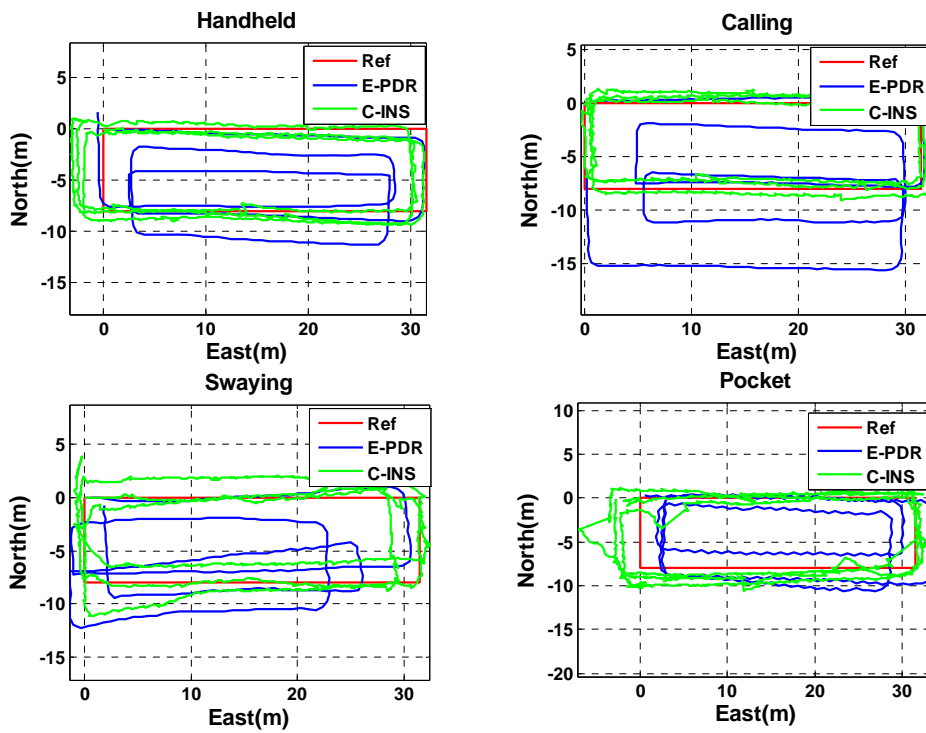 Handheld
Ref
E-PDR
C-INS
5
0
-5
-10
-15
North(m)
0
10
20
30
East(m)
Calling
Ref
E-PDR
C-INS
5
0
-5
-10
-15
North(m)
0
10
20
30
East(m)
Swaying
Ref
E-PDR
C-INS
5
0
-5
-10
-15
North(m)
0
10
20
30
East(m)
Pocket
Ref
E-PDR
C-INS
10
5
0
-5
-10
-15
-20
North(m)
0
10
20
30
East(m)